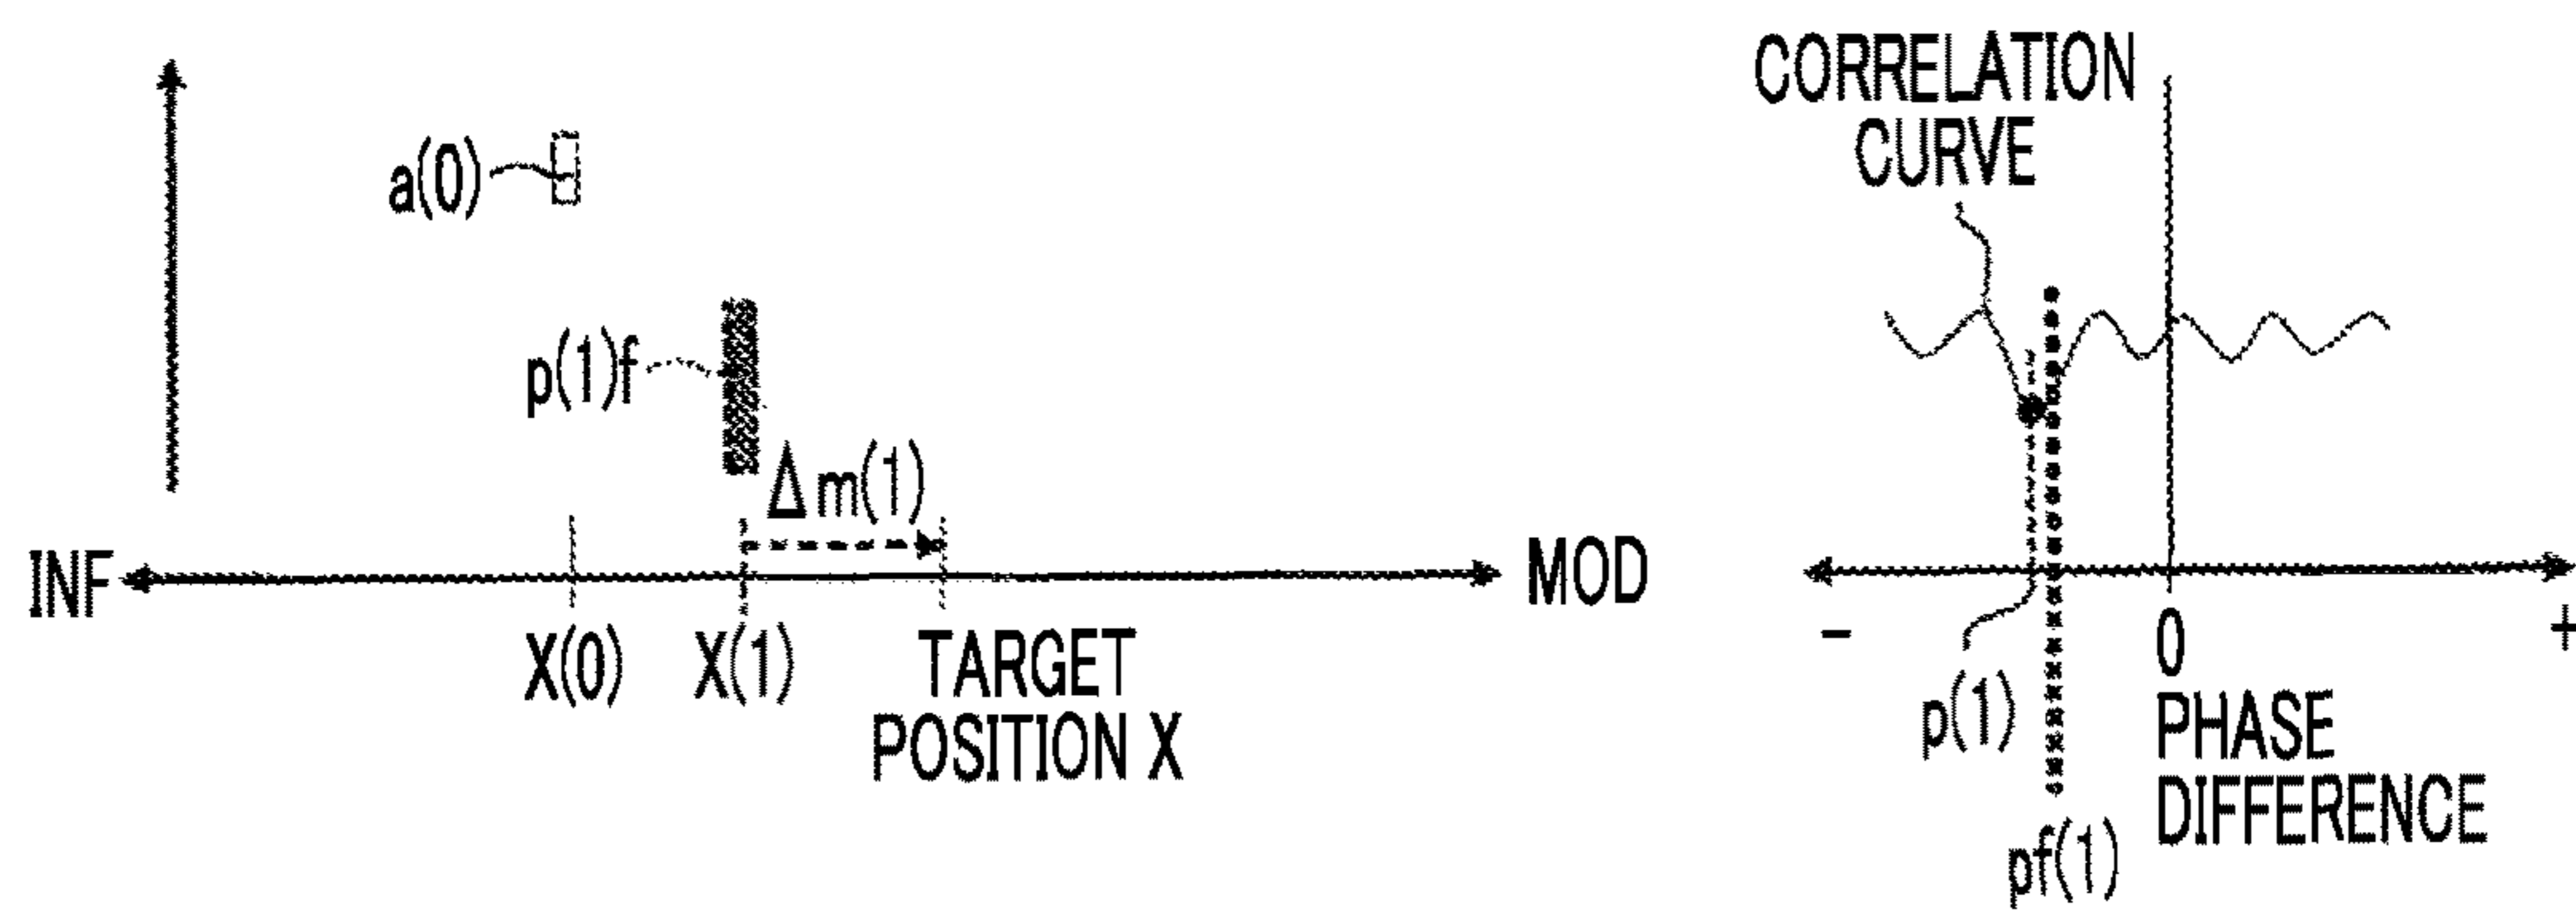 a(0)
p(1)f
Δm(1)
INF
MOD
X(0)
X(1)
TARGET
POSITION X
CORRELATION
CURVE
-
0
+
p(1)
PHASE
DIFFERENCE
pf(1)